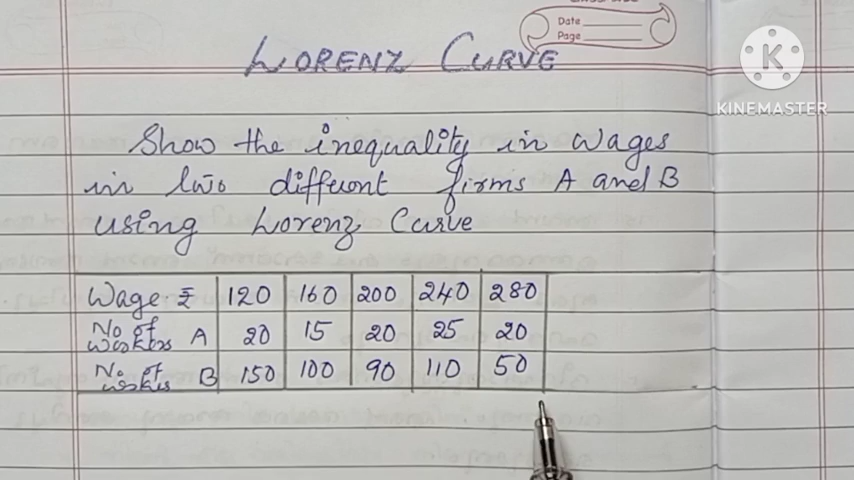 Date
Page
LORENZ CURVE
KINEMASTER
Show the inequality in wages
in two different firms A and B
using Lorenz Curve
Wage ₹ 120 160 200 240 280
No of workers A 20 15 20 25 20
No of workers B 150 100 90 110 50